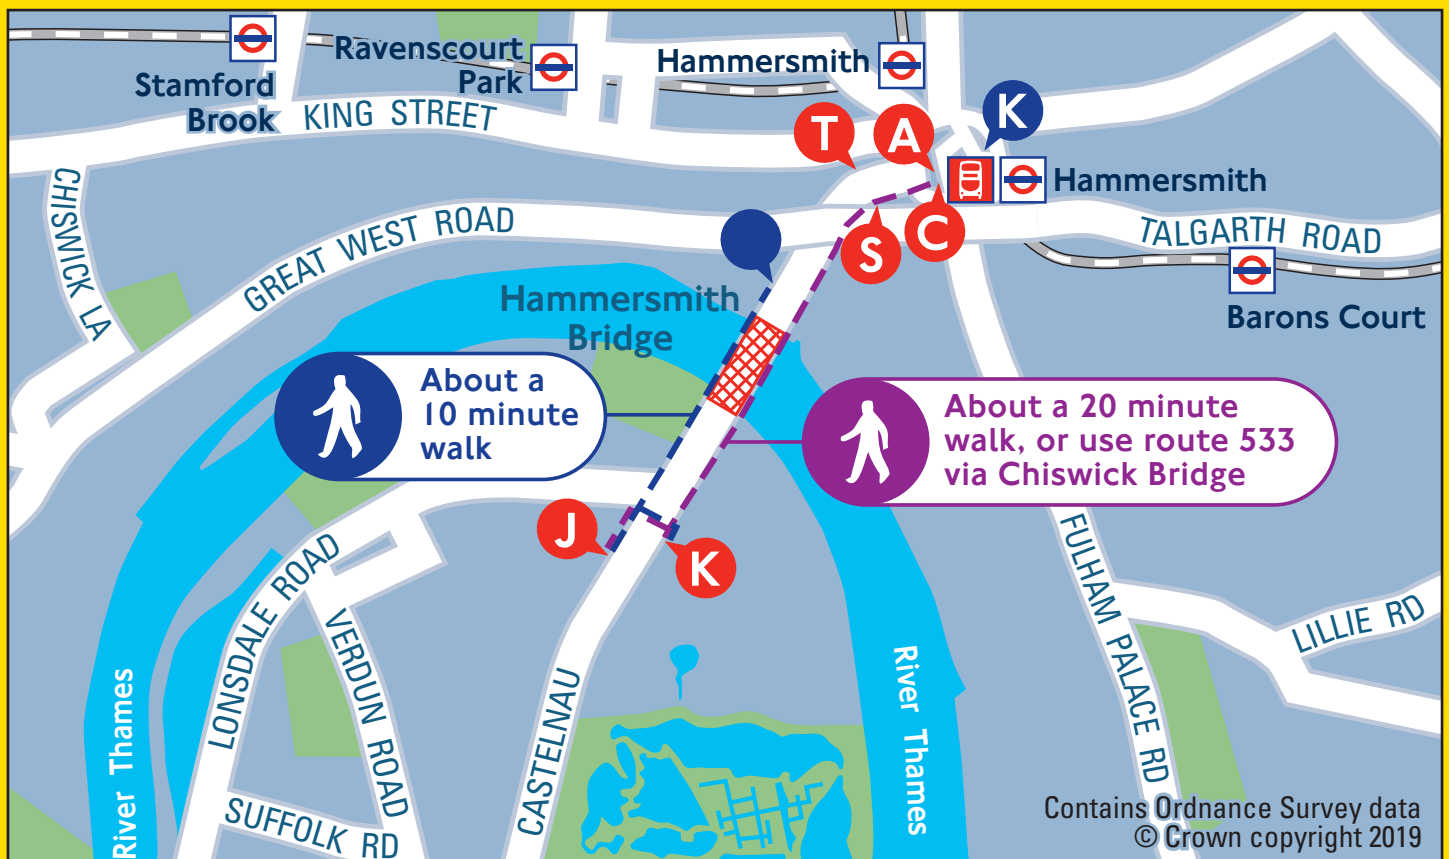 Stamford
Brook
Ravenscourt
Park
Hammersmith
KING STREET
T
A
K
Hammersmith
CHISWICK LA
GREAT WEST ROAD
S
C
TALGARTH ROAD
Barons Court
Hammersmith
Bridge
About a
10 minute
walk
About a 20 minute
walk, or use route 533
via Chiswick Bridge
J
K
LONSDALE ROAD
VERDUN ROAD
FULHAM PALACE RD
LILLIE RD
River Thames
River Thames
CASTELNAU
SUFFOLK RD
Contains Ordnance Survey data
© Crown copyright 2019